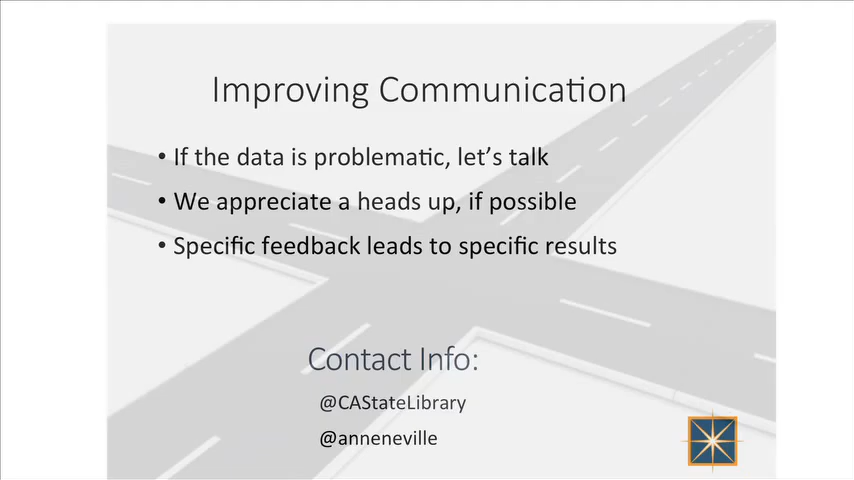 Improving Communication
• If the data is problematic, let's talk
• We appreciate a heads up, if possible
• Specific feedback leads to specific results
Contact Info:
@CAStateLibrary
@anneneville